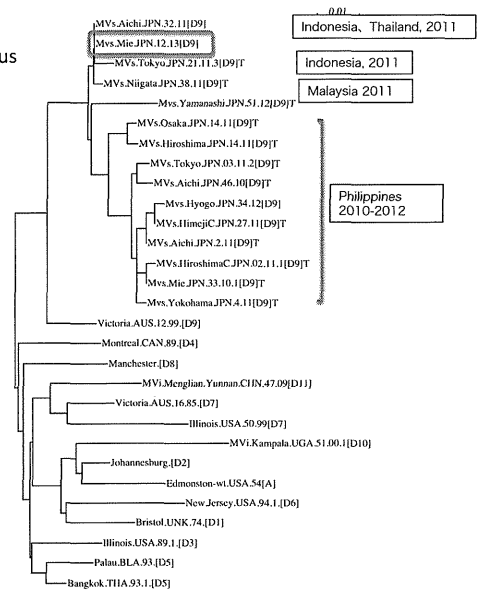 0.01
MVs.Aichi.JPN.32.11[D9]
Indonesia、Thailand, 2011
Mvs.Mie.JPN.12.13[D9]
us
MVs.Tokyo.JPN.21.11.3[D9]T
Indonesia, 2011
MVs.Niigata.JPN.38.11[D9]T
Malaysia 2011
Mvs.Yamanashi.JPN.51.12[D9]T
MVs.Osaka.JPN.14.11[D9]T
MVs.Hiroshima.JPN.14.11[D9]T
MVs.Tokyo.JPN.03.11.2[D9]T
MVs.Aichi.JPN.46.10[D9]T
Mvs.Hyogo.JPN.34.12[D9]
MVs.HimejiC.JPN.27.11[D9]T
MVs.Aichi.JPN.2.11[D9]T
Philippines
2010-2012
MVs.HiroshimaC.JPN.02.11.1[D9]T
MVs.Mie.JPN.33.10.1[D9]T
Mvs.Yokohama.JPN.4.11[D9]T
Victoria.AUS.12.99.[D9]
Montreal.CAN.89.[D4]
Manchester.[D8]
MVi.Menglian.Yunnan.CHN.47.09[D11]
Victoria.AUS.16.85.[D7]
Illinois.USA.50.99[D7]
MVi.Kampala.UGA.51.00.1[D10]
Johannesburg.[D2]
Edmonston-wt.USA.54[A]
New.Jersey.USA.94.1.[D6]
Bristol.UNK.74.[D1]
Illinois.USA.89.1.[D3]
Palau.BLA.93.[D5]
Bangkok.THA.93.1.[D5]